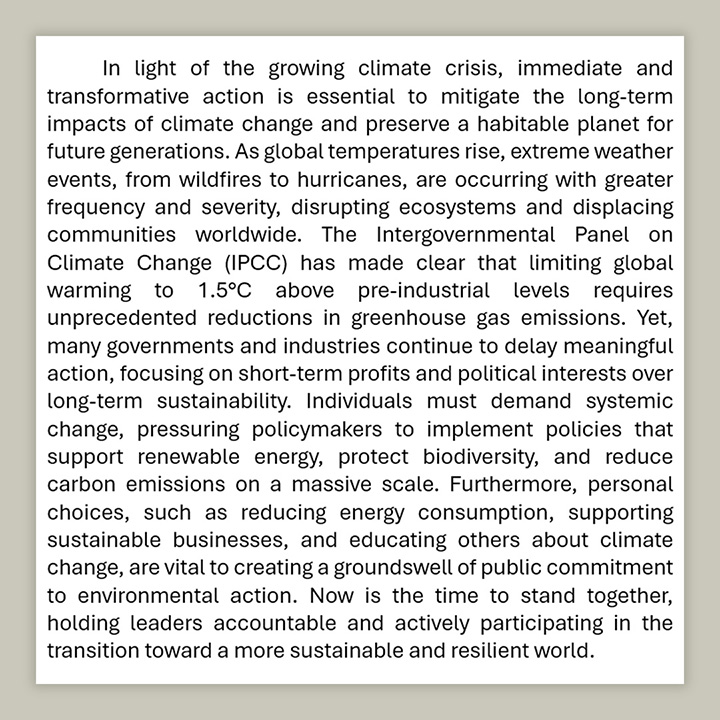 In light of the growing climate crisis, immediate and
transformative action is essential to mitigate the long-term
impacts of climate change and preserve a habitable planet for
future generations. As global temperatures rise, extreme weather
events, from wildfires to hurricanes, are occurring with greater
frequency and severity, disrupting ecosystems and displacing
communities worldwide. The Intergovernmental Panel on
Climate Change (IPCC) has made clear that limiting global
warming to 1.5°C above pre-industrial levels requires
unprecedented reductions in greenhouse gas emissions. Yet,
many governments and industries continue to delay meaningful
action, focusing on short-term profits and political interests over
long-term sustainability. Individuals must demand systemic
change, pressuring policymakers to implement policies that
support renewable energy, protect biodiversity, and reduce
carbon emissions on a massive scale. Furthermore, personal
choices, such as reducing energy consumption, supporting
sustainable businesses, and educating others about climate
change, are vital to creating a groundswell of public commitment
to environmental action. Now is the time to stand together,
holding leaders accountable and actively participating in the
transition toward a more sustainable and resilient world.